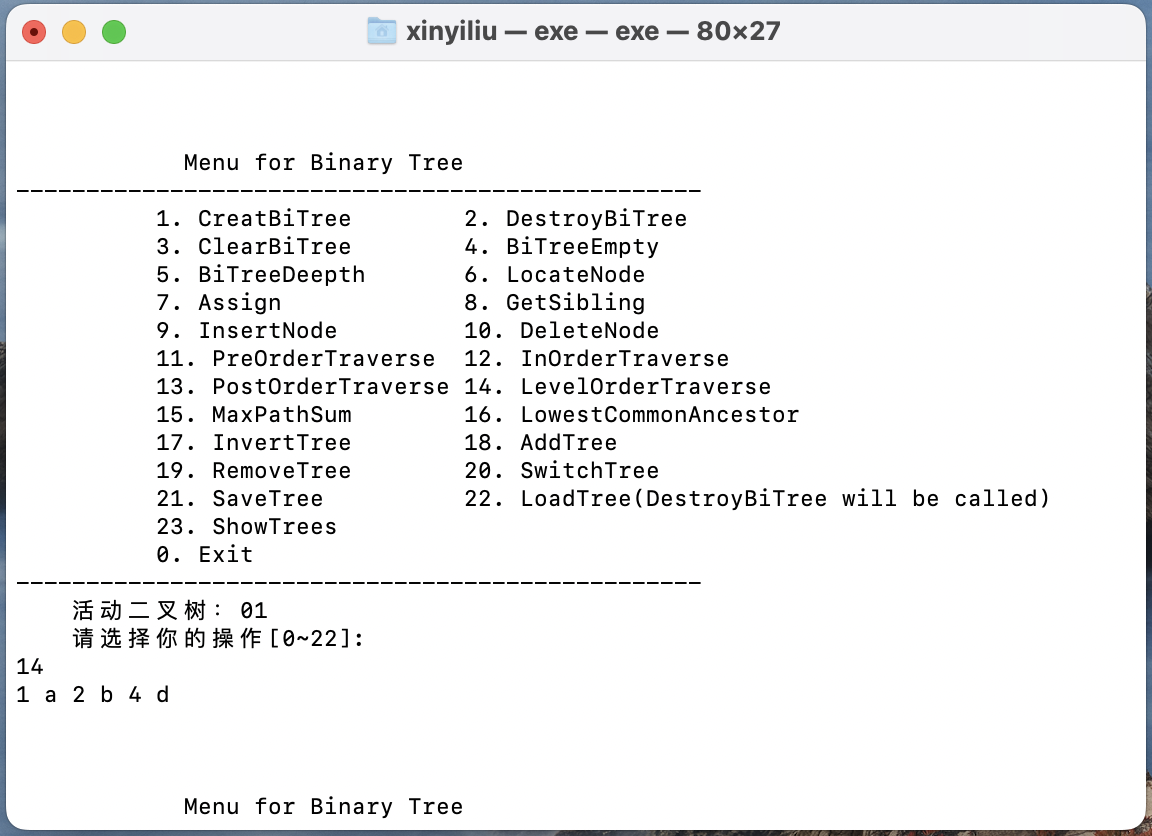 xinyiliu — exe — exe — 80×27
Menu for Binary Tree
-------------------------------------------------
1. CreatBiTree 2. DestroyBiTree
3. ClearBiTree 4. BiTreeEmpty
5. BiTreeDeepth 6. LocateNode
7. Assign 8. GetSibling
9. InsertNode 10. DeleteNode
11. PreOrderTraverse 12. InOrderTraverse
13. PostOrderTraverse 14. LevelOrderTraverse
15. MaxPathSum 16. LowestCommonAncestor
17. InvertTree 18. AddTree
19. RemoveTree 20. SwitchTree
21. SaveTree 22. LoadTree(DestroyBiTree will be called)
23. ShowTrees
0. Exit
-------------------------------------------------
活动二叉树：01
请选择你的操作[0~22]:
14
1 a 2 b 4 d
Menu for Binary Tree